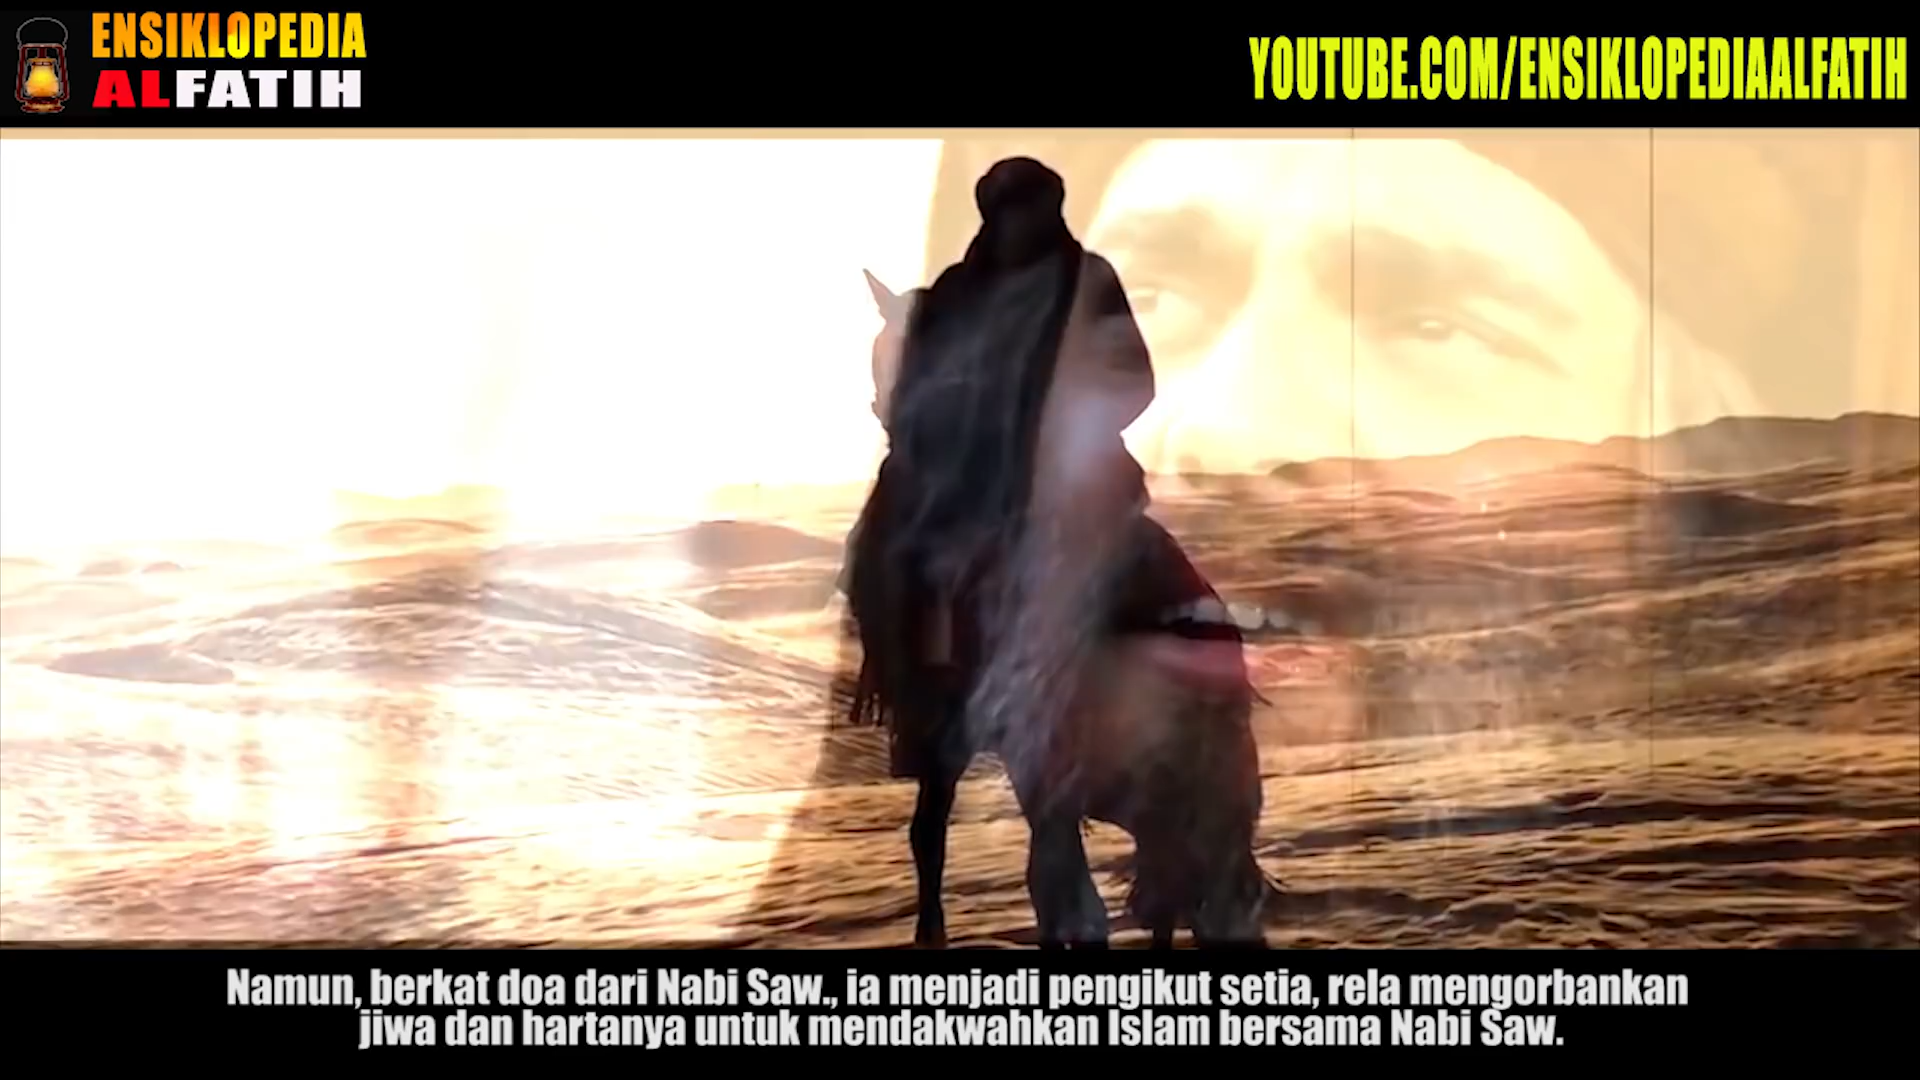 ENSIKLOPEDIA
ALFATIH
YOUTUBE.COM/ENSIKLOPEDIAALFATIH
Namun, berkat doa dari Nabi Saw., ia menjadi pengikut setia, rela mengorbankan
jiwa dan hartanya untuk mendakwahkan Islam bersama Nabi Saw.